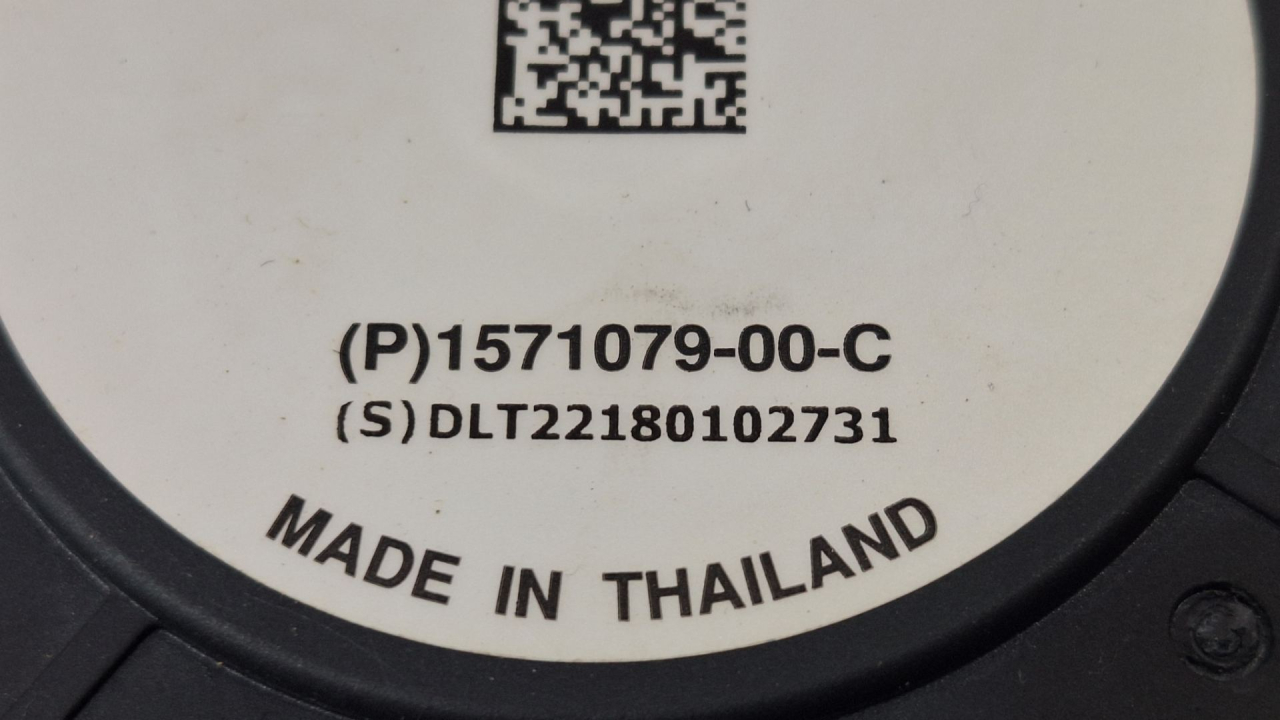 (P)1571079-00-C
(S)DLT22180102731
MADE IN THAILAND